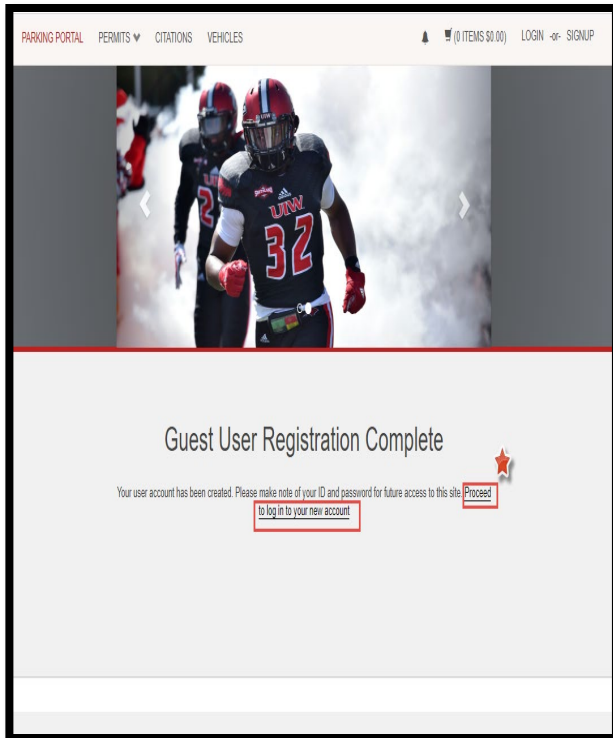 PARKING PORTAL PERMITS CITATIONS VEHICLES (0 ITEMS $0.00) LOGIN -or- SIGNUP
UIW
32
2
Guest User Registration Complete
Your user account has been created. Please make note of your ID and password for future access to this site. Proceed
to log in to your new account